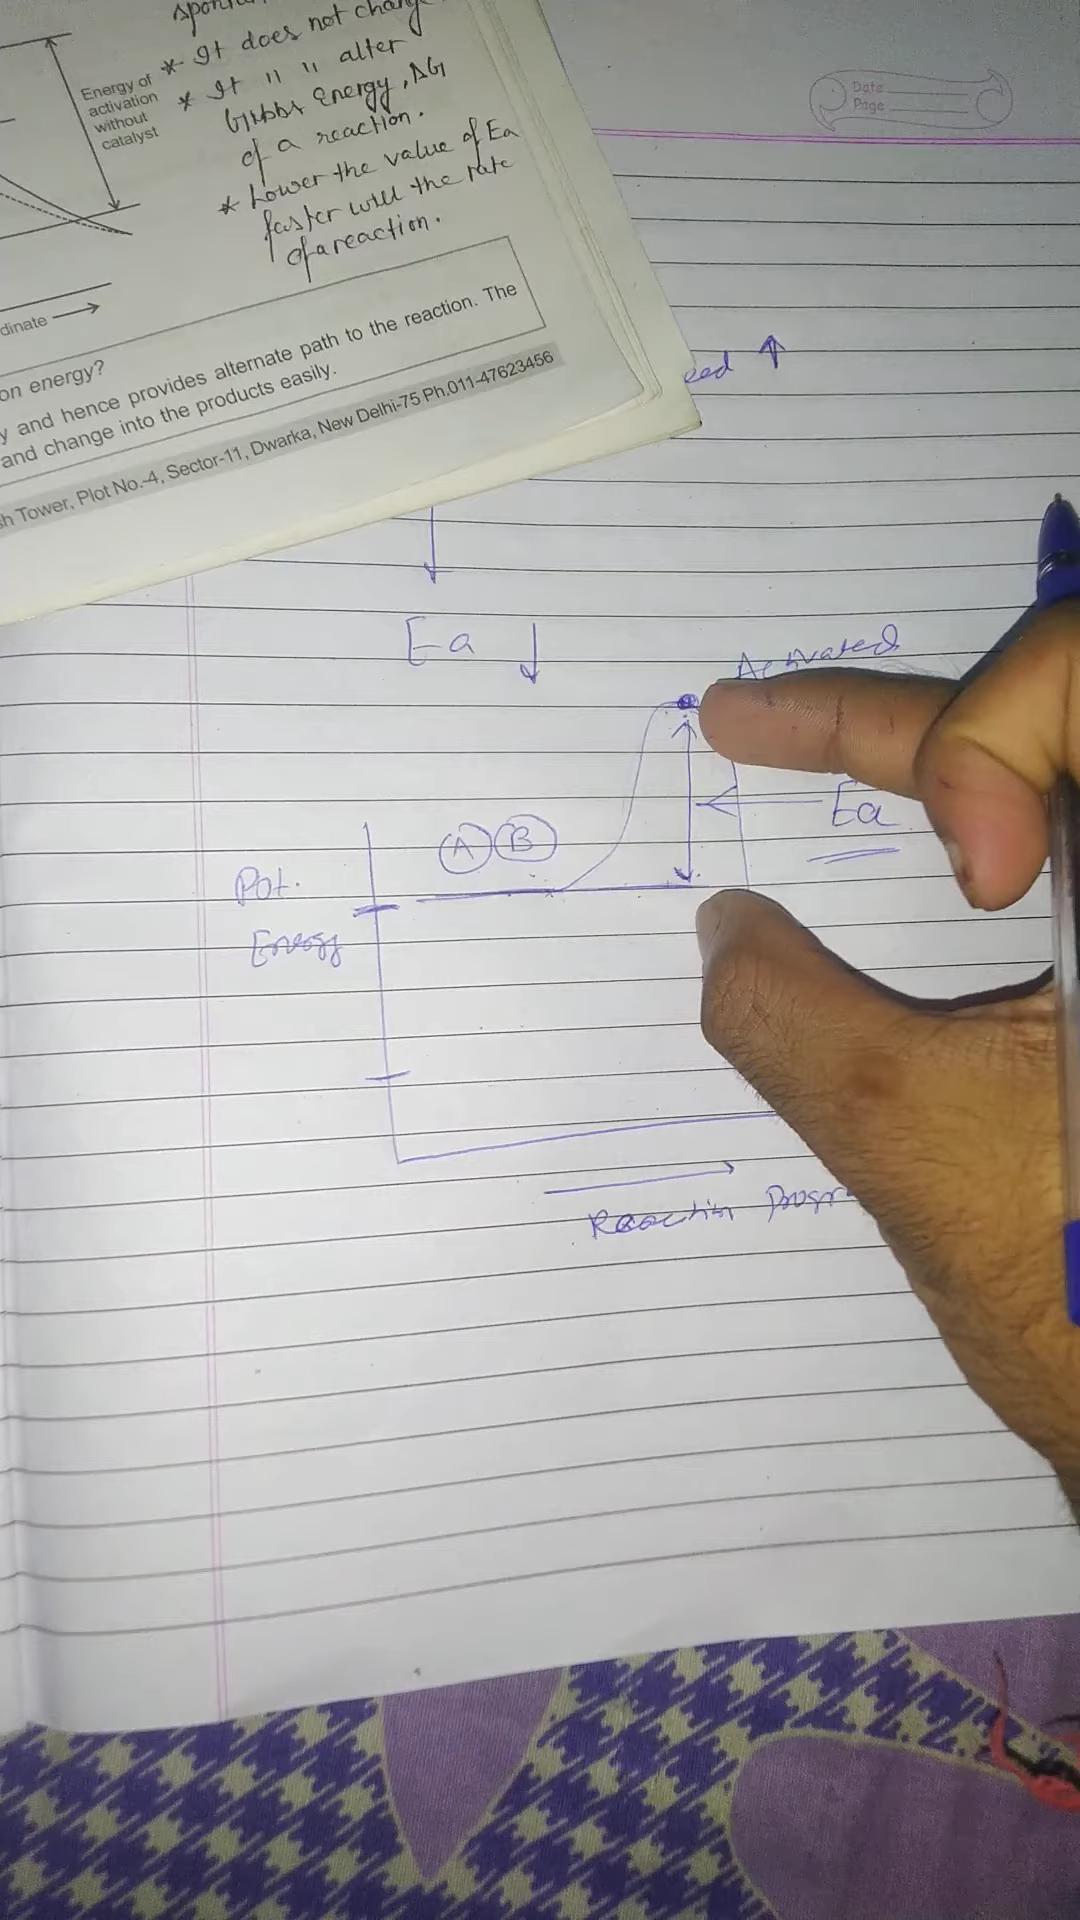 * It does not change
* It " " alter
Gibbs Energy, ΔG
of a reaction.
* Lower the value of Ea
faster will the rate
of a reaction.
Energy of
activation
without
catalyst
dinate
on energy?
y and hence provides alternate path to the reaction. The
and change into the products easily.
sh Tower, Plot No.-4, Sector-11, Dwarka, New Delhi-75 Ph.011-47623456
Date
Page
eed ↑
Ea ↓
Activated
Ea
A B
Pot.
Energy
Reaction Progr